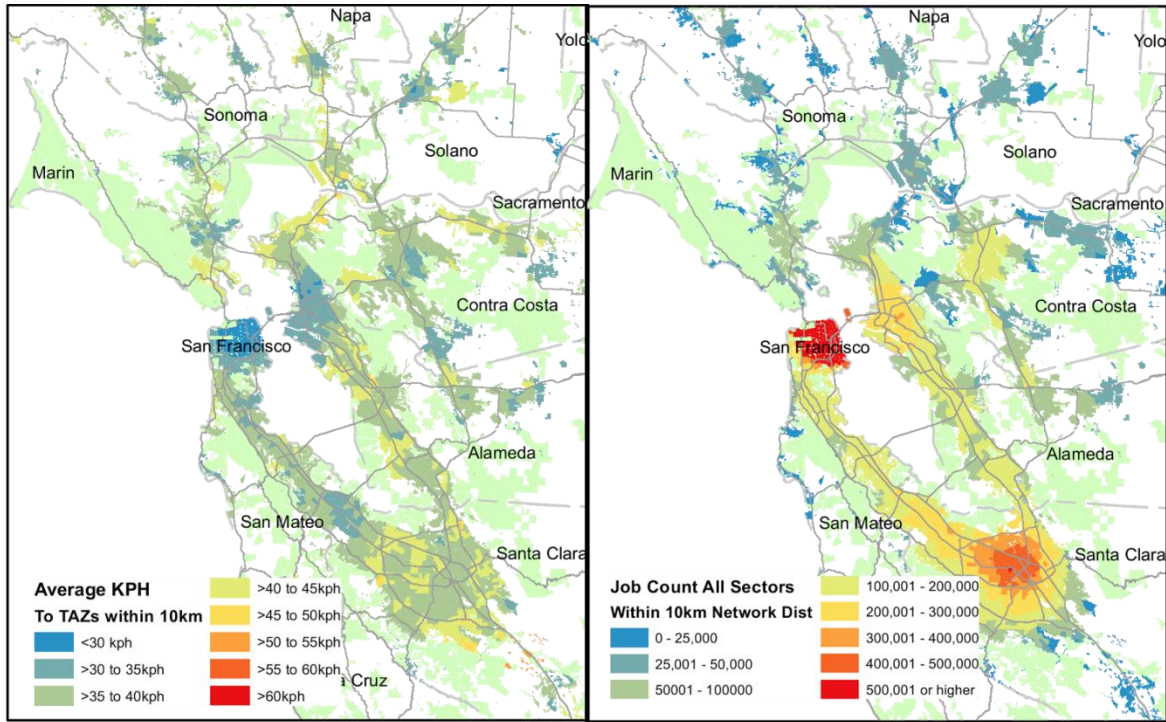 Napa
Yolo
Sonoma
Solano
Marin
Sacramento
Contra Costa
San Francisco
Alameda
San Mateo
Santa Clara
a Cruz
Average KPH
To TAZs within 10km
<30 kph
>30 to 35kph
>35 to 40kph
>40 to 45kph
>45 to 50kph
>50 to 55kph
>55 to 60kph
>60kph
Napa
Yolo
Sonoma
Solano
Marin
Sacramento
Contra Costa
San Francisco
Alameda
San Mateo
Santa Clara
Job Count All Sectors
Within 10km Network Dist
0 - 25,000
25,001 - 50,000
50001 - 100000
100,001 - 200,000
200,001 - 300,000
300,001 - 400,000
400,001 - 500,000
500,001 or higher